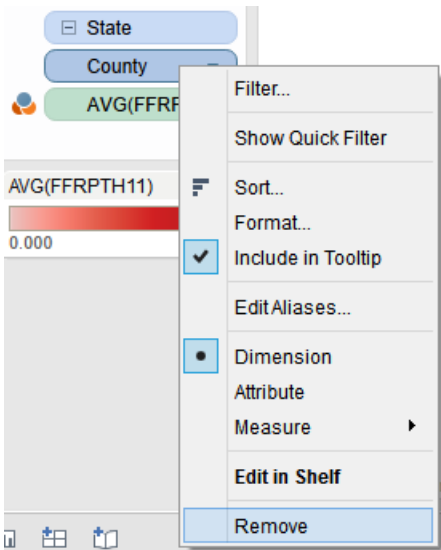 State
County
AVG(FFRF
Filter...
Show Quick Filter
AVG(FFRPTH11)
0.000
Sort...
Format...
Include in Tooltip
Edit Aliases...
Dimension
Attribute
Measure
Edit in Shelf
Remove